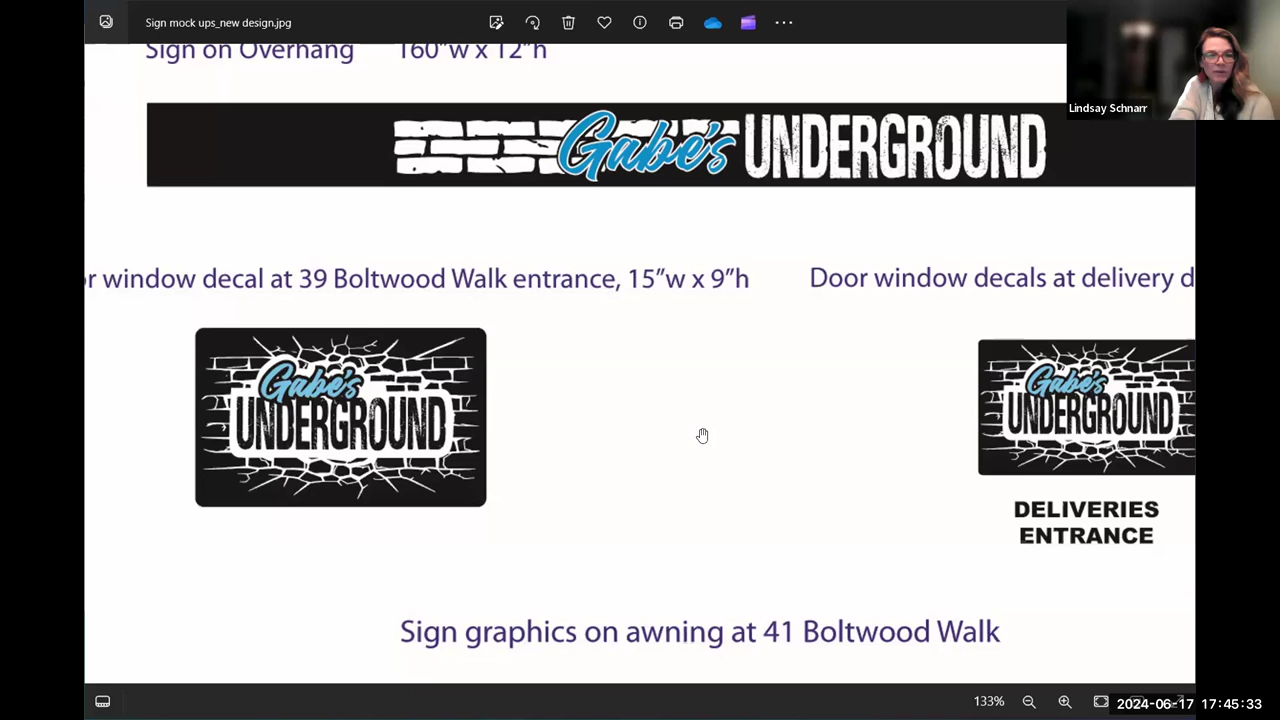 Sign mock ups_new design.jpg
Lindsay Schnarr
Sign on Overhang 160”w x 12”h
Gabe's UNDERGROUND
r window decal at 39 Boltwood Walk entrance, 15”w x 9”h
Door window decals at delivery d
Gabe's
UNDERGROUND
Gabe's
UNDERGROUND
DELIVERIES
ENTRANCE
Sign graphics on awning at 41 Boltwood Walk
133%
2024-06-17 17:45:33